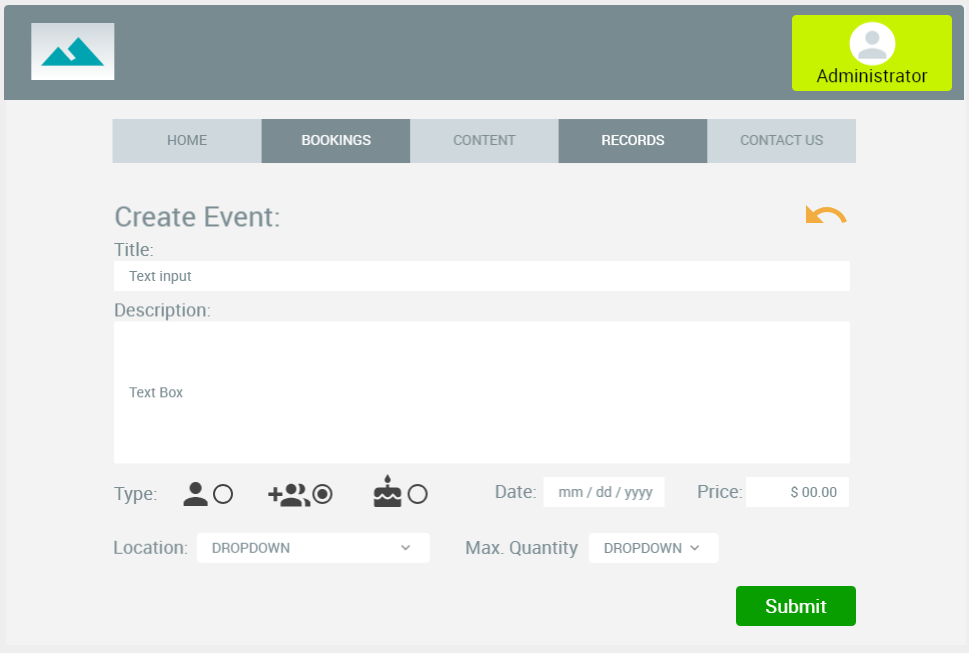 Administrator
HOME BOOKINGS CONTENT RECORDS CONTACT US
Create Event:
Title:
Text input
Description:
Text Box
Type: Date: mm / dd / yyyy Price: $ 00.00
Location: DROPDOWN Max. Quantity DROPDOWN
Submit